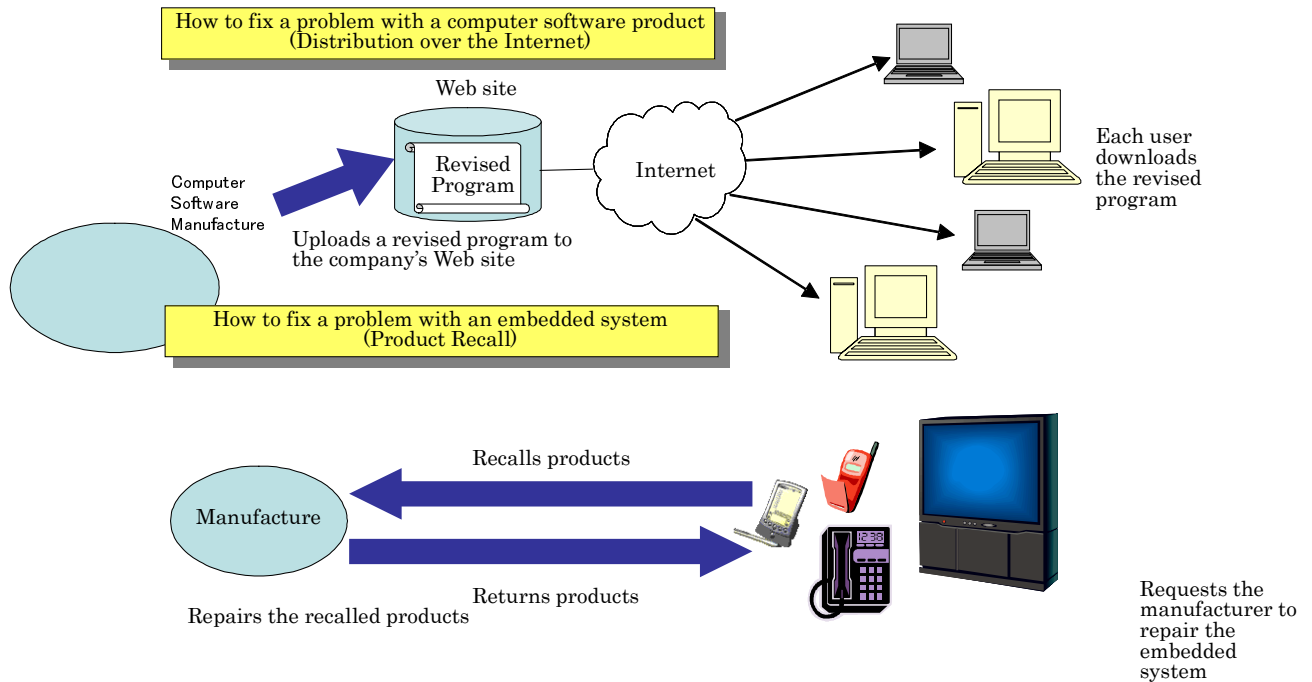 How to fix a problem with a computer software product
(Distribution over the Internet)
Web site
Revised
Program
Internet
Each user
downloads
the revised
program
Computer
Software
Manufacture
Uploads a revised program to
the company's Web site
How to fix a problem with an embedded system
(Product Recall)
Recalls products
Manufacture
12:38
Returns products
Repairs the recalled products
Requests the
manufacturer to
repair the
embedded
system